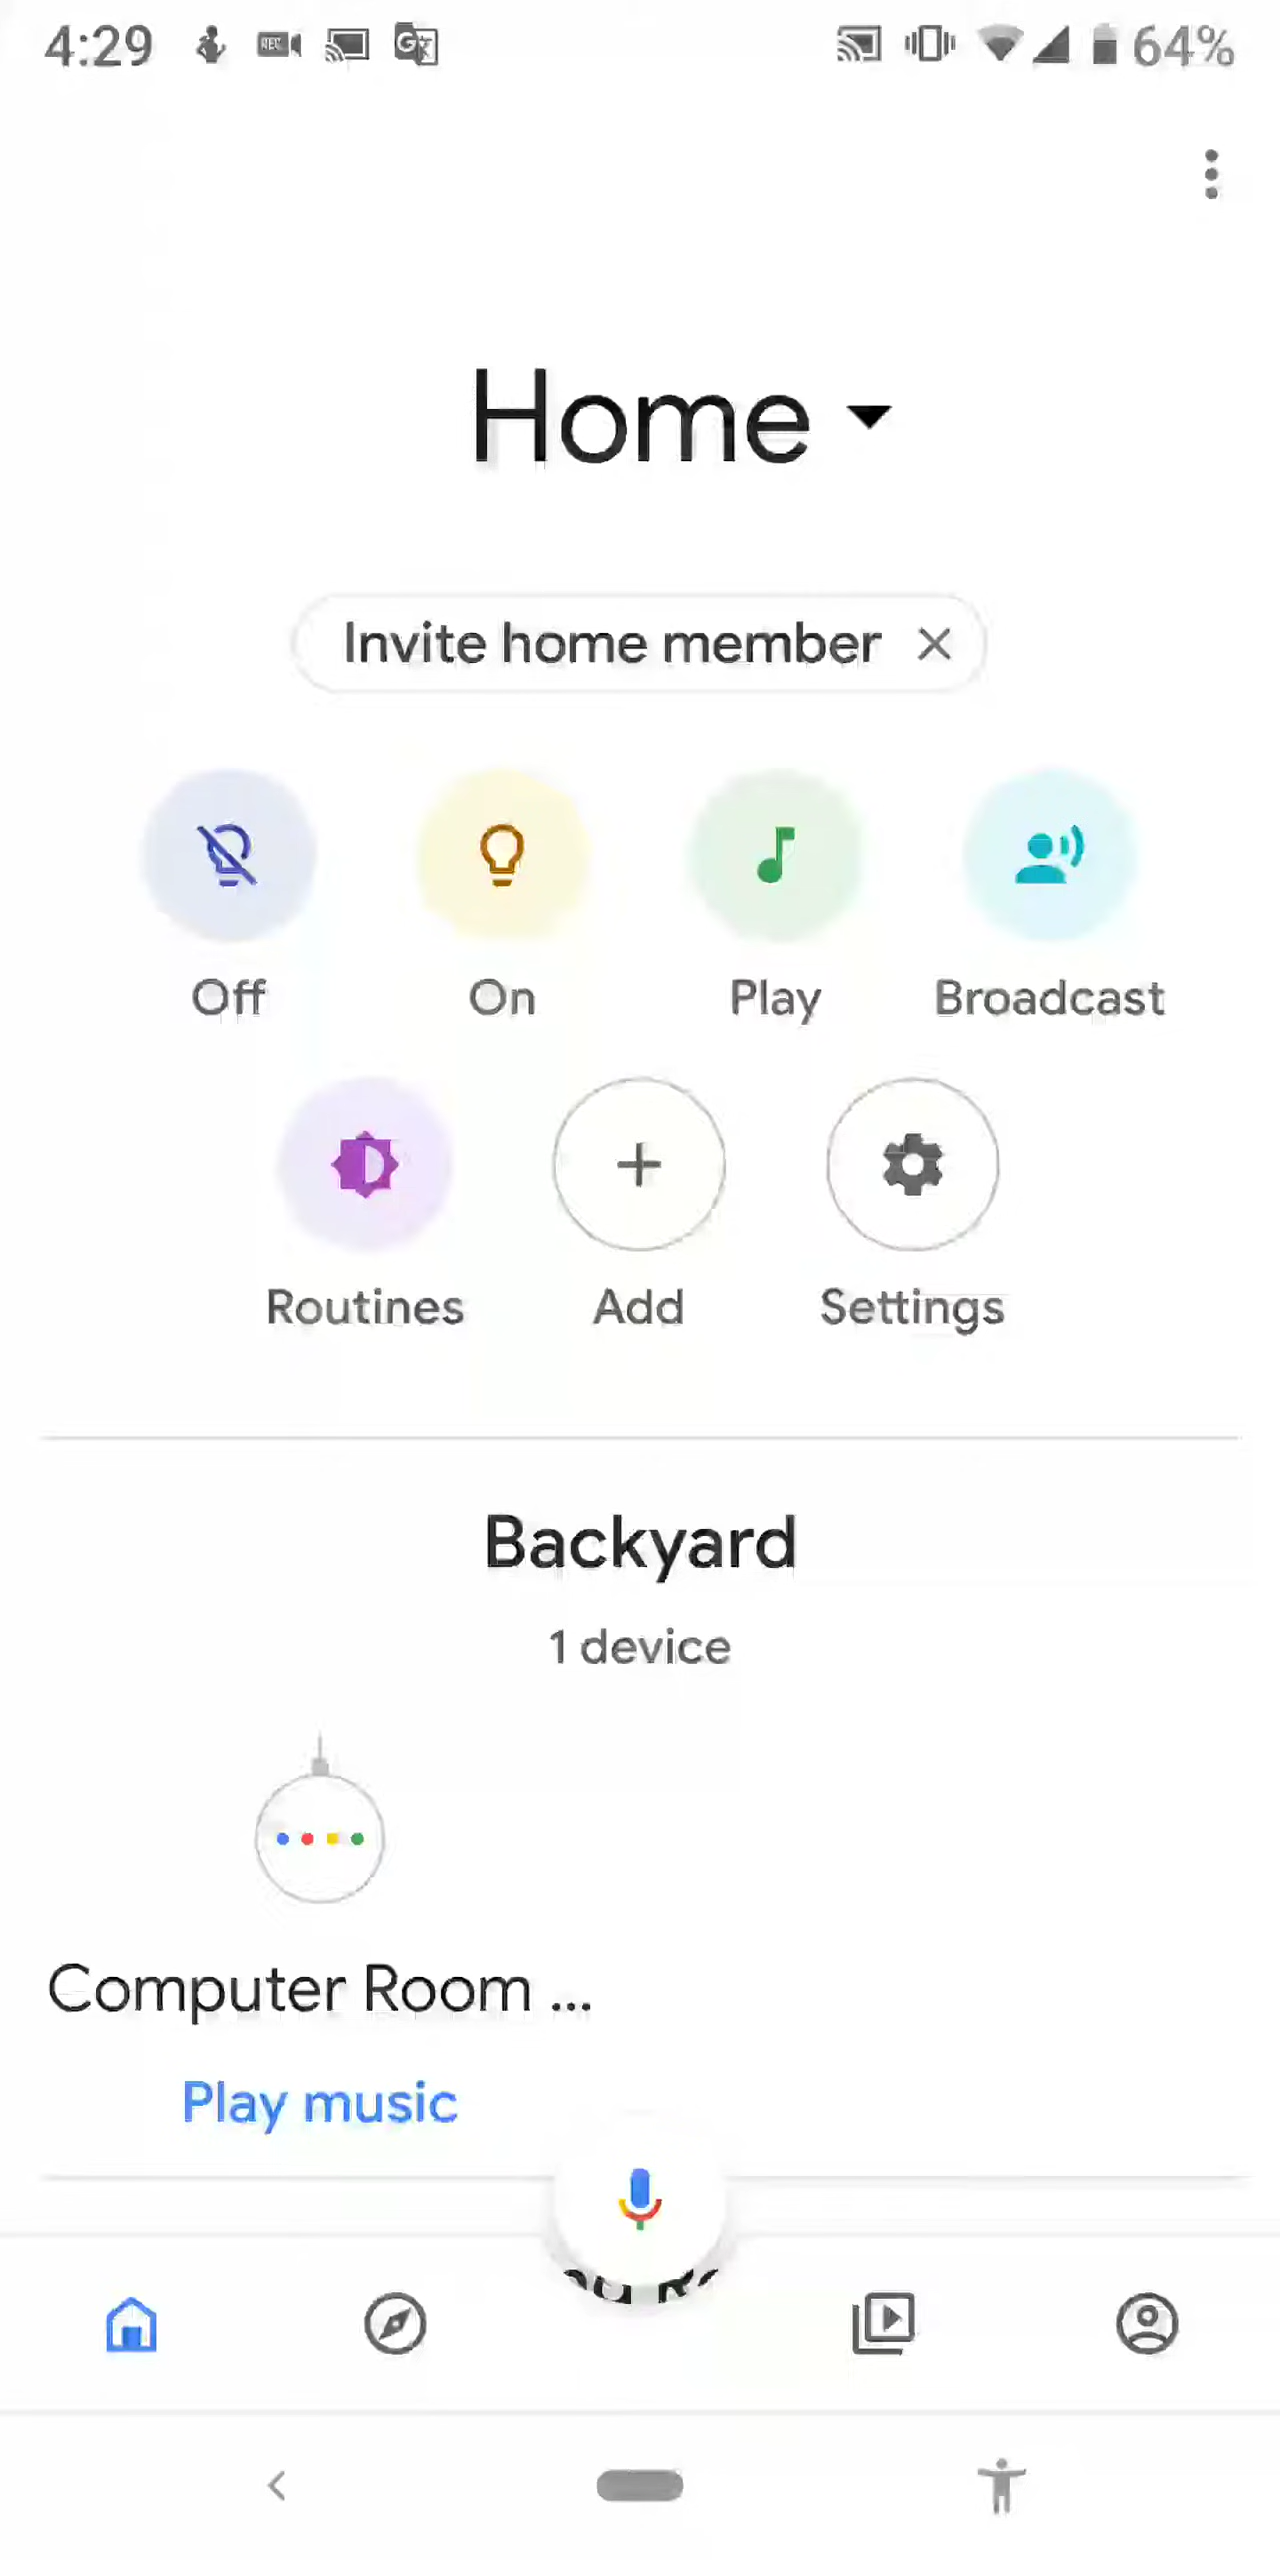 4:29
REC
64%
Home
Invite home member
Off
On
Play
Broadcast
Routines
Add
Settings
Backyard
1 device
Computer Room ...
Play music